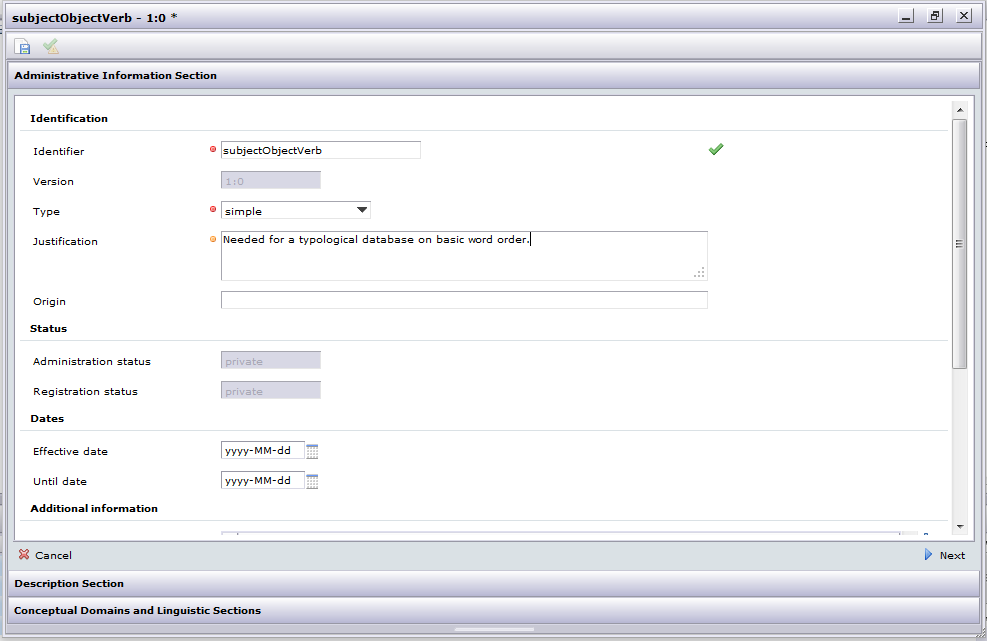 subjectObjectVerb - 1:0 *
Administrative Information Section
Identification
Identifier subjectObjectVerb
Version 1:0
Type simple
Justification Needed for a typological database on basic word order.
Origin
Status
Administration status private
Registration status private
Dates
Effective date yyyy-MM-dd
Until date yyyy-MM-dd
Additional information
Cancel Next
Description Section
Conceptual Domains and Linguistic Sections